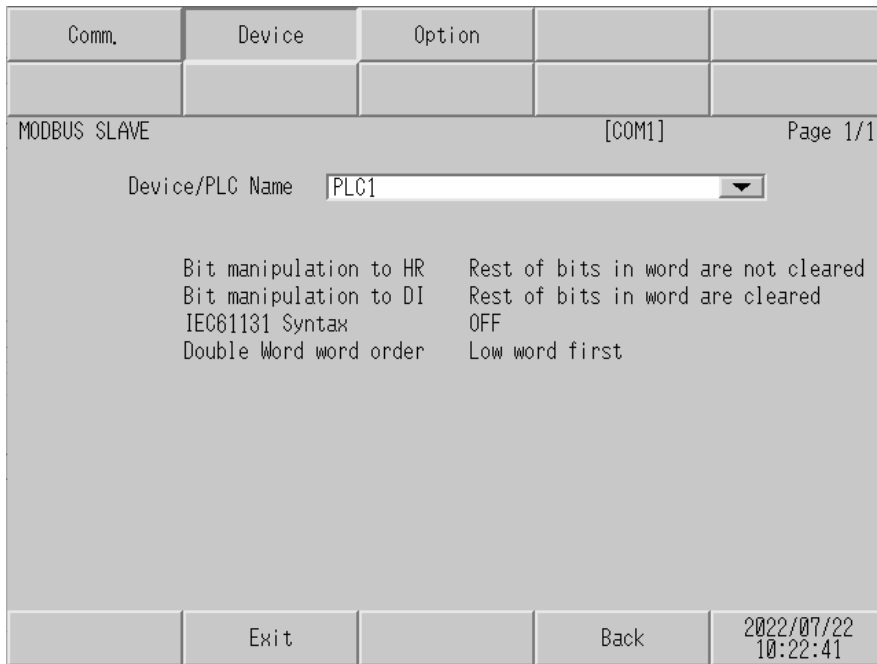 Comm. Device Option
MODBUS SLAVE [COM1] Page 1/1
Device/PLC Name PLC1
Bit manipulation to HR Rest of bits in word are not cleared
Bit manipulation to DI Rest of bits in word are cleared
IEC61131 Syntax OFF
Double Word word order Low word first
Exit Back 2022/07/22
10:22:41